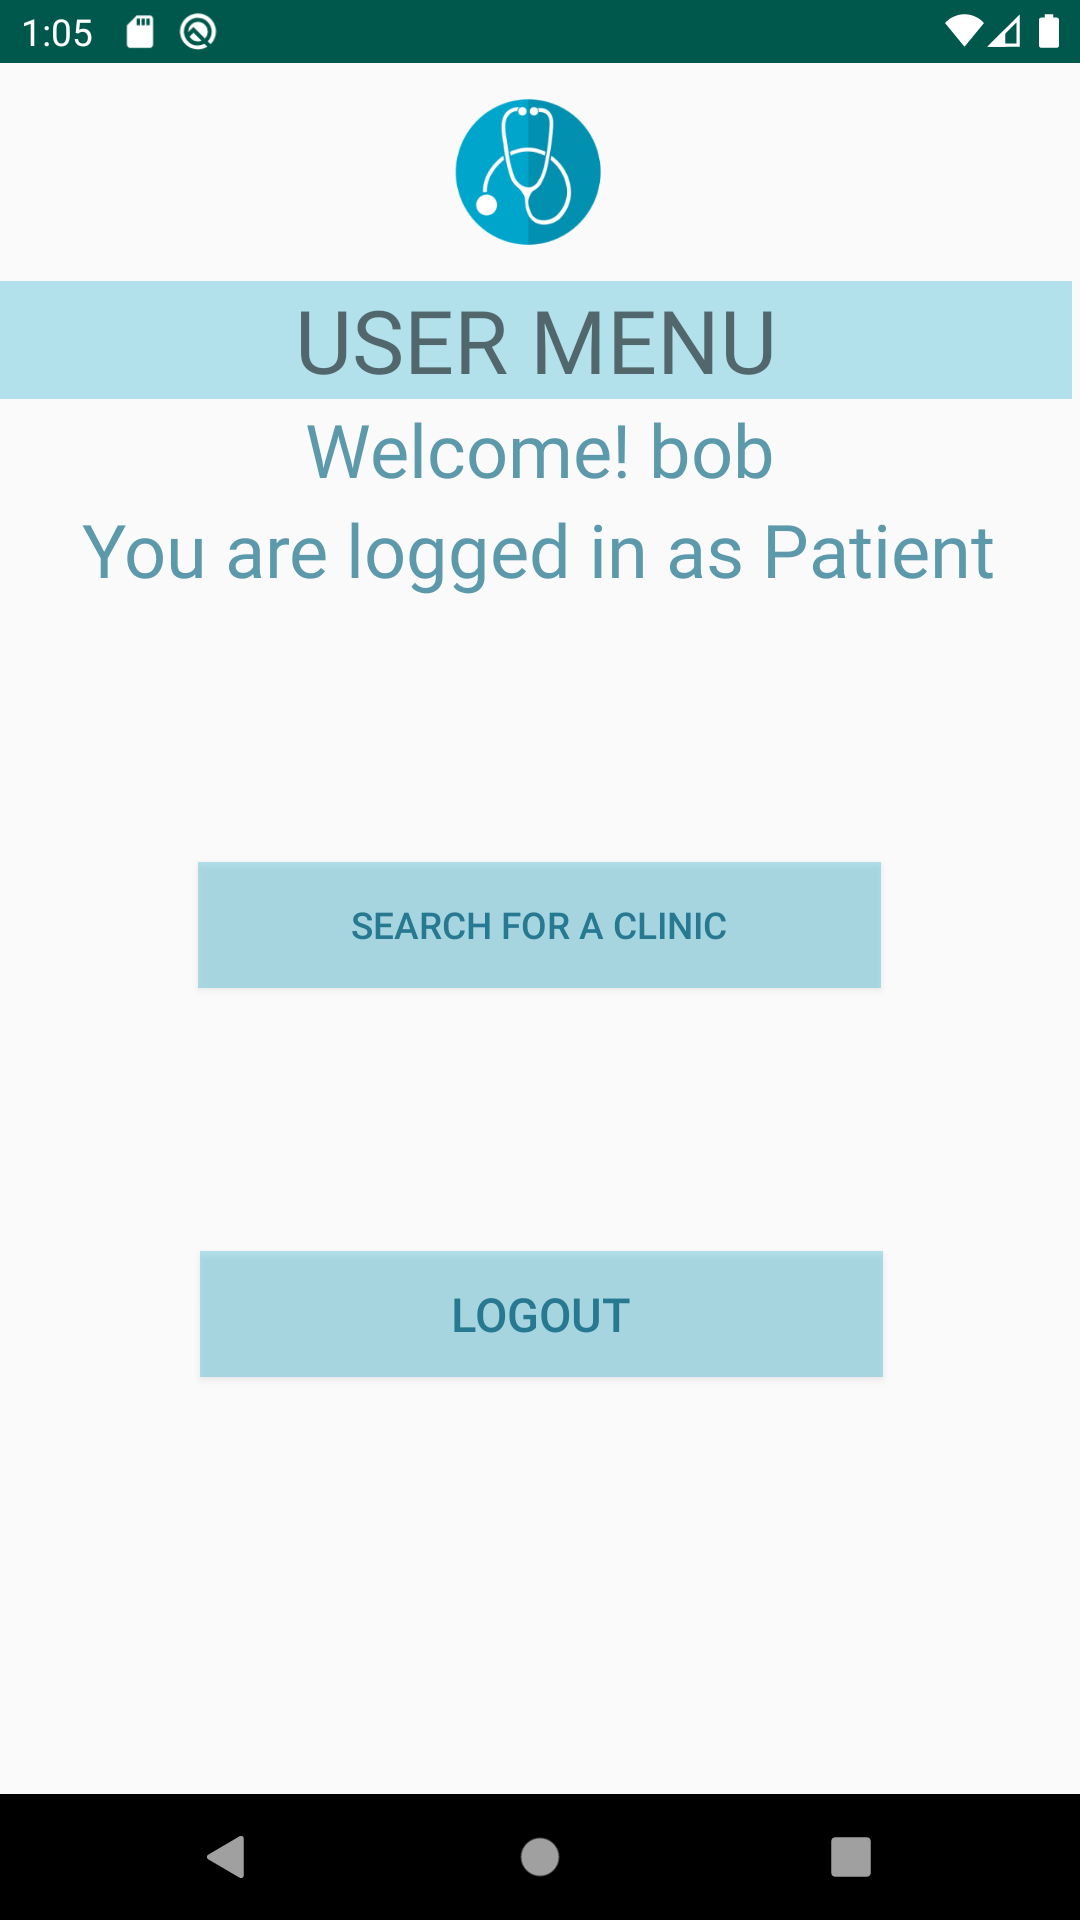 1:05
USER MENU
Welcome! bob
You are logged in as Patient
SEARCH FOR A CLINIC
LOGOUT